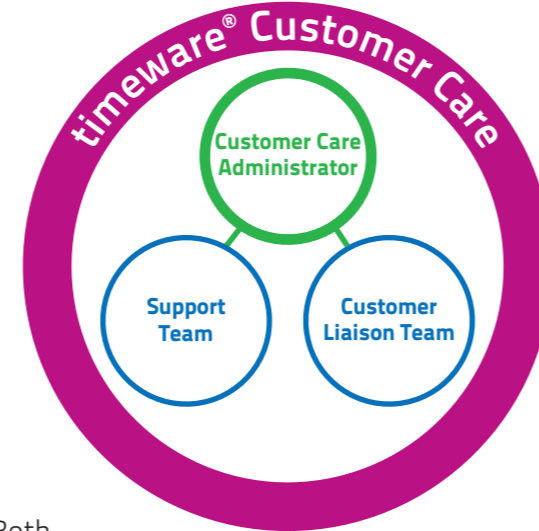 timeware® Customer Care
Customer Care
Administrator
Support
Team
Customer
Liaison Team